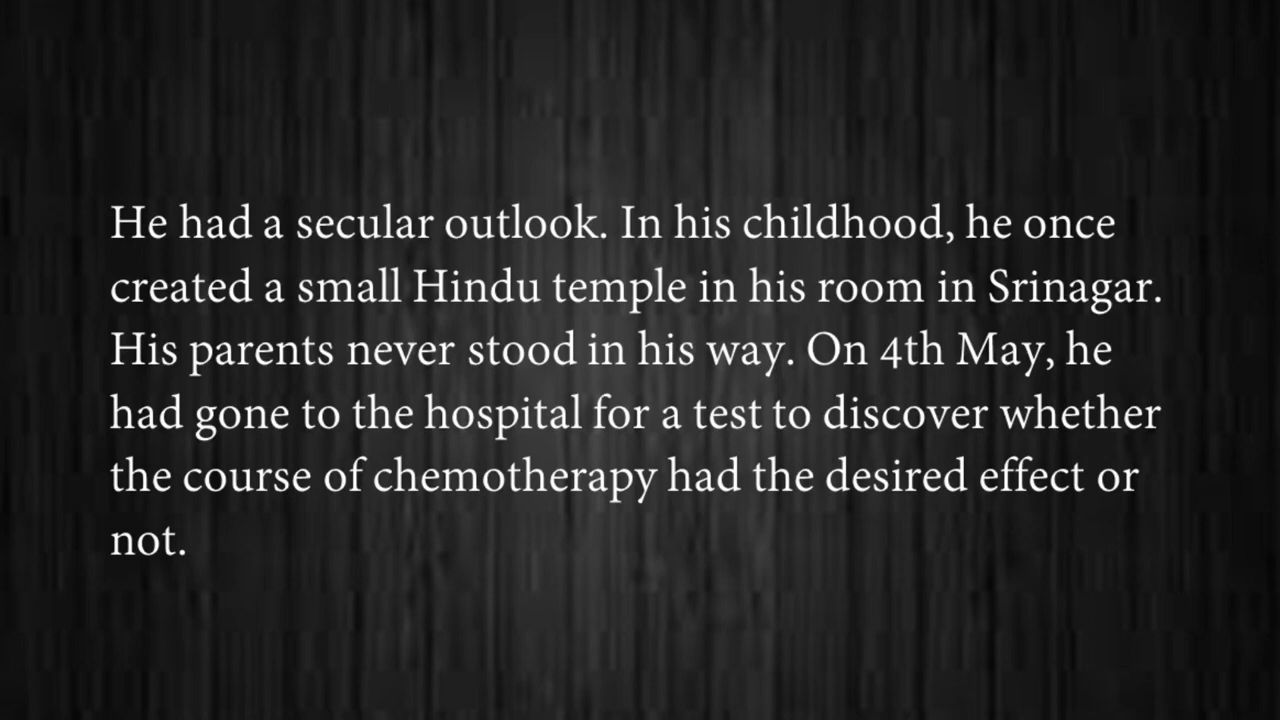 He had a secular outlook. In his childhood, he once
created a small Hindu temple in his room in Srinagar.
His parents never stood in his way. On 4th May, he
had gone to the hospital for a test to discover whether
the course of chemotherapy had the desired effect or
not.